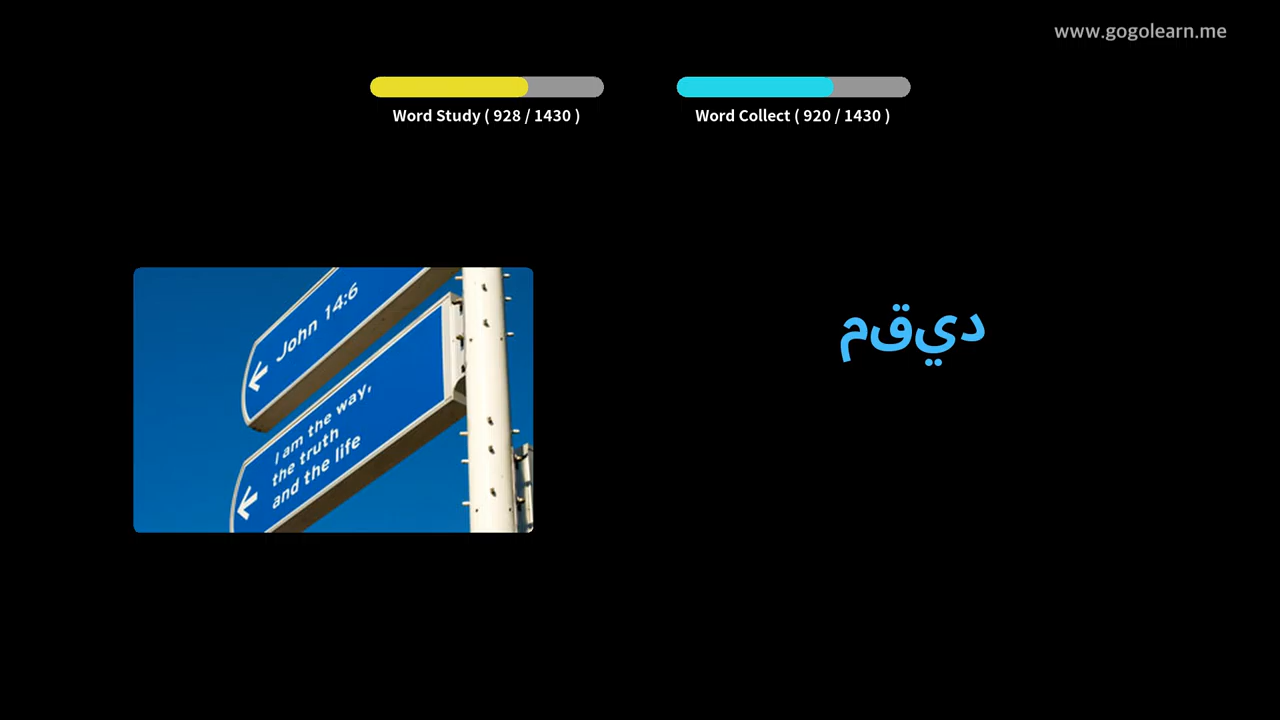 www.gogolearn.me
Word Study ( 928 / 1430 )
Word Collect ( 920 / 1430 )
John 14:6
I am the way,
the truth
and the life
ديقم